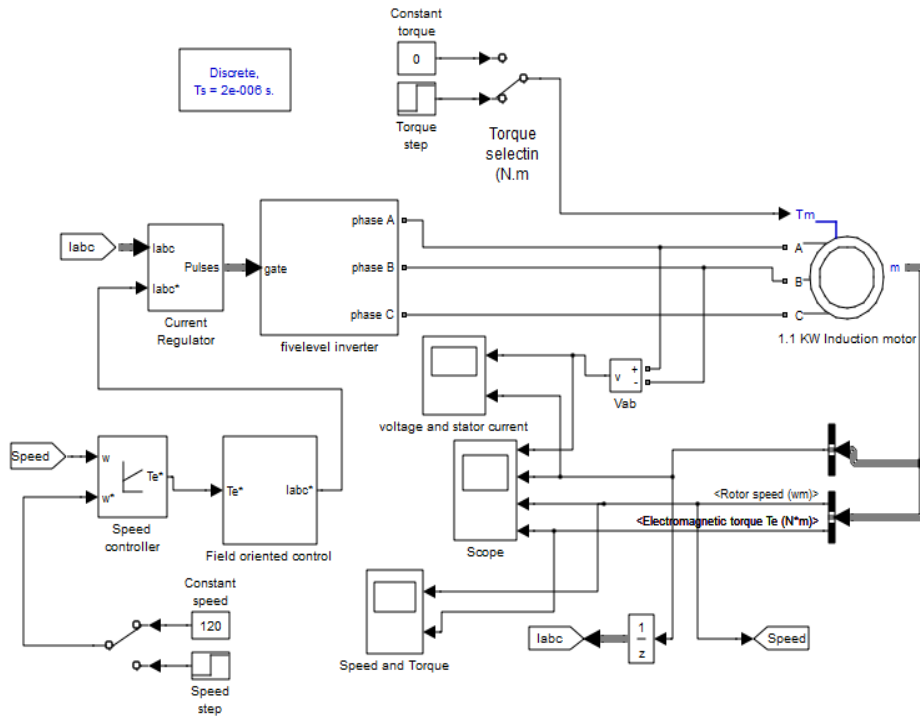 Constant
torque
0
Discrete,
Ts = 2e-006 s.
Torque
step
Torque
selectin
(N.m
Tm
Iabc
Iabc
Pulses
Iabc*
Current
Regulator
gate
phase A
phase B
phase C
fivelevel inverter
A
B
C
m
1.1 KW Induction motor
v
+
-
Vab
voltage and stator current
Speed
w
w*
Te*
Speed
controller
Te*
Iabc*
Field oriented control
Scope
<Rotor speed (wm)>
<Electromagnetic torque Te (N*m)>
Constant
speed
120
Speed
step
Speed and Torque
Iabc
1
z
Speed